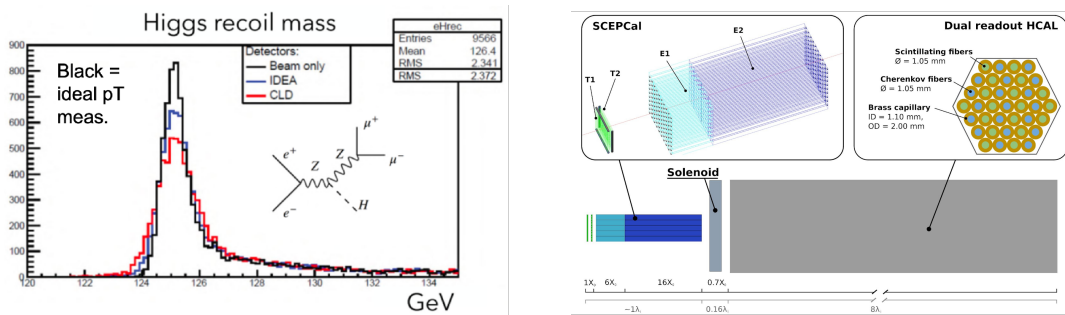 Higgs recoil mass
eHrec
Entries 9566
Mean 126.4
RMS 2.341
RMS 2.372
Detectors:
Beam only
IDEA
CLD
Black =
ideal pT
meas.
900
800
700
600
500
400
300
200
100
0
e⁺
e⁻
Z
Z
μ⁺
μ⁻
H
120 122 124 126 128 130 132 134
GeV
SCEPCal
T1
T2
E1
E2
Dual readout HCAL
Scintillating fibers
Ø = 1.05 mm
Cherenkov fibers
Ø = 1.05 mm
Brass capillary
ID = 1.10 mm,
OD = 2.00 mm
Solenoid
1X₀ 6X₀ 16X₀ 0.7X₀
~1λᵢ 0.16λᵢ 8λᵢ